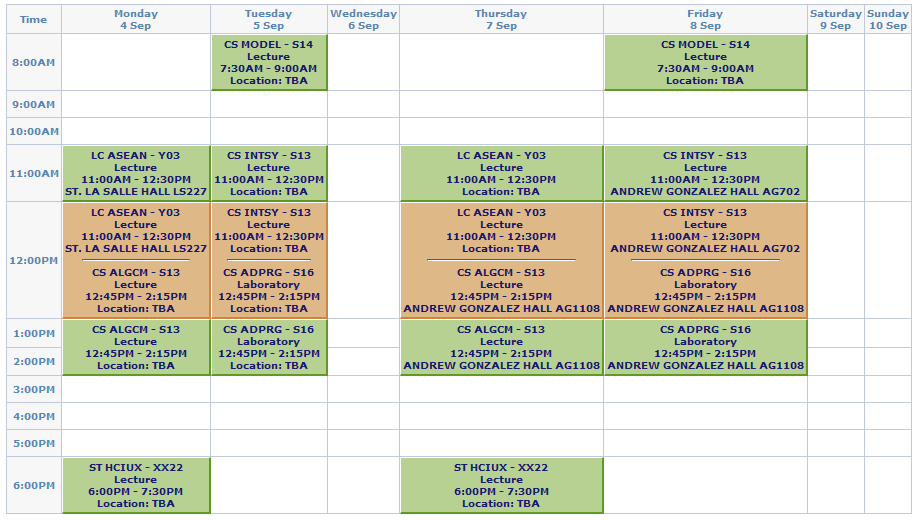 Time
Monday
4 Sep
Tuesday
5 Sep
Wednesday
6 Sep
Thursday
7 Sep
Friday
8 Sep
Saturday
9 Sep
Sunday
10 Sep
8:00AM
CS MODEL - S14
Lecture
7:30AM - 9:00AM
Location: TBA
CS MODEL - S14
Lecture
7:30AM - 9:00AM
Location: TBA
9:00AM
10:00AM
11:00AM
LC ASEAN - Y03
Lecture
11:00AM - 12:30PM
ST. LA SALLE HALL LS227
CS INTSY - S13
Lecture
11:00AM - 12:30PM
Location: TBA
LC ASEAN - Y03
Lecture
11:00AM - 12:30PM
Location: TBA
CS INTSY - S13
Lecture
11:00AM - 12:30PM
ANDREW GONZALEZ HALL AG702
12:00PM
LC ASEAN - Y03
Lecture
11:00AM - 12:30PM
ST. LA SALLE HALL LS227
CS ALGCM - S13
Lecture
12:45PM - 2:15PM
Location: TBA
CS INTSY - S13
Lecture
11:00AM - 12:30PM
Location: TBA
CS ADPRG - S16
Laboratory
12:45PM - 2:15PM
Location: TBA
LC ASEAN - Y03
Lecture
11:00AM - 12:30PM
Location: TBA
CS ALGCM - S13
Lecture
12:45PM - 2:15PM
ANDREW GONZALEZ HALL AG1108
CS INTSY - S13
Lecture
11:00AM - 12:30PM
ANDREW GONZALEZ HALL AG702
CS ADPRG - S16
Laboratory
12:45PM - 2:15PM
ANDREW GONZALEZ HALL AG1108
1:00PM
CS ALGCM - S13
Lecture
12:45PM - 2:15PM
Location: TBA
CS ADPRG - S16
Laboratory
12:45PM - 2:15PM
Location: TBA
CS ALGCM - S13
Lecture
12:45PM - 2:15PM
ANDREW GONZALEZ HALL AG1108
CS ADPRG - S16
Laboratory
12:45PM - 2:15PM
ANDREW GONZALEZ HALL AG1108
2:00PM
3:00PM
4:00PM
5:00PM
6:00PM
ST HCIUX - XX22
Lecture
6:00PM - 7:30PM
Location: TBA
ST HCIUX - XX22
Lecture
6:00PM - 7:30PM
Location: TBA